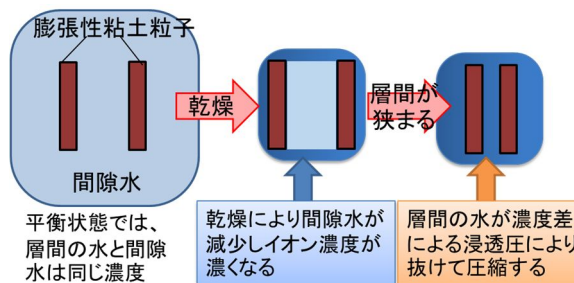 膨張性粘土粒子
間隙水
平衡状態では、
層間の水と間隙
水は同じ濃度
乾燥
乾燥により間隙水が
減少しイオン濃度が
濃くなる
層間が
狭まる
層間の水が濃度差
による浸透圧により
抜けて圧縮する